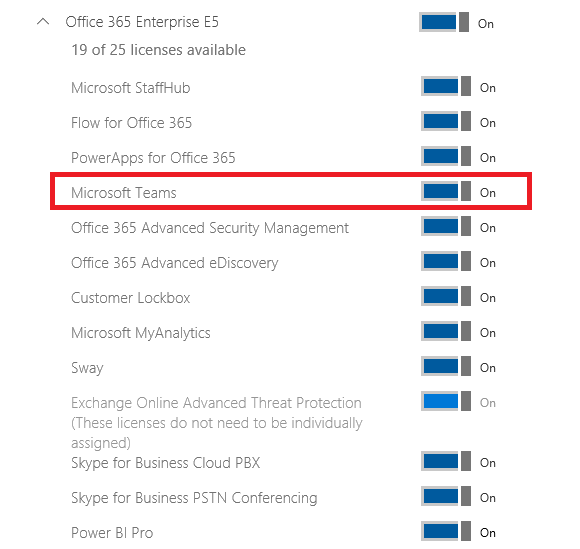 Office 365 Enterprise E5 On
19 of 25 licenses available
Microsoft StaffHub On
Flow for Office 365 On
PowerApps for Office 365 On
Microsoft Teams On
Office 365 Advanced Security Management On
Office 365 Advanced eDiscovery On
Customer Lockbox On
Microsoft MyAnalytics On
Sway On
Exchange Online Advanced Threat Protection On
(These licenses do not need to be individually
assigned)
Skype for Business Cloud PBX On
Skype for Business PSTN Conferencing On
Power BI Pro On